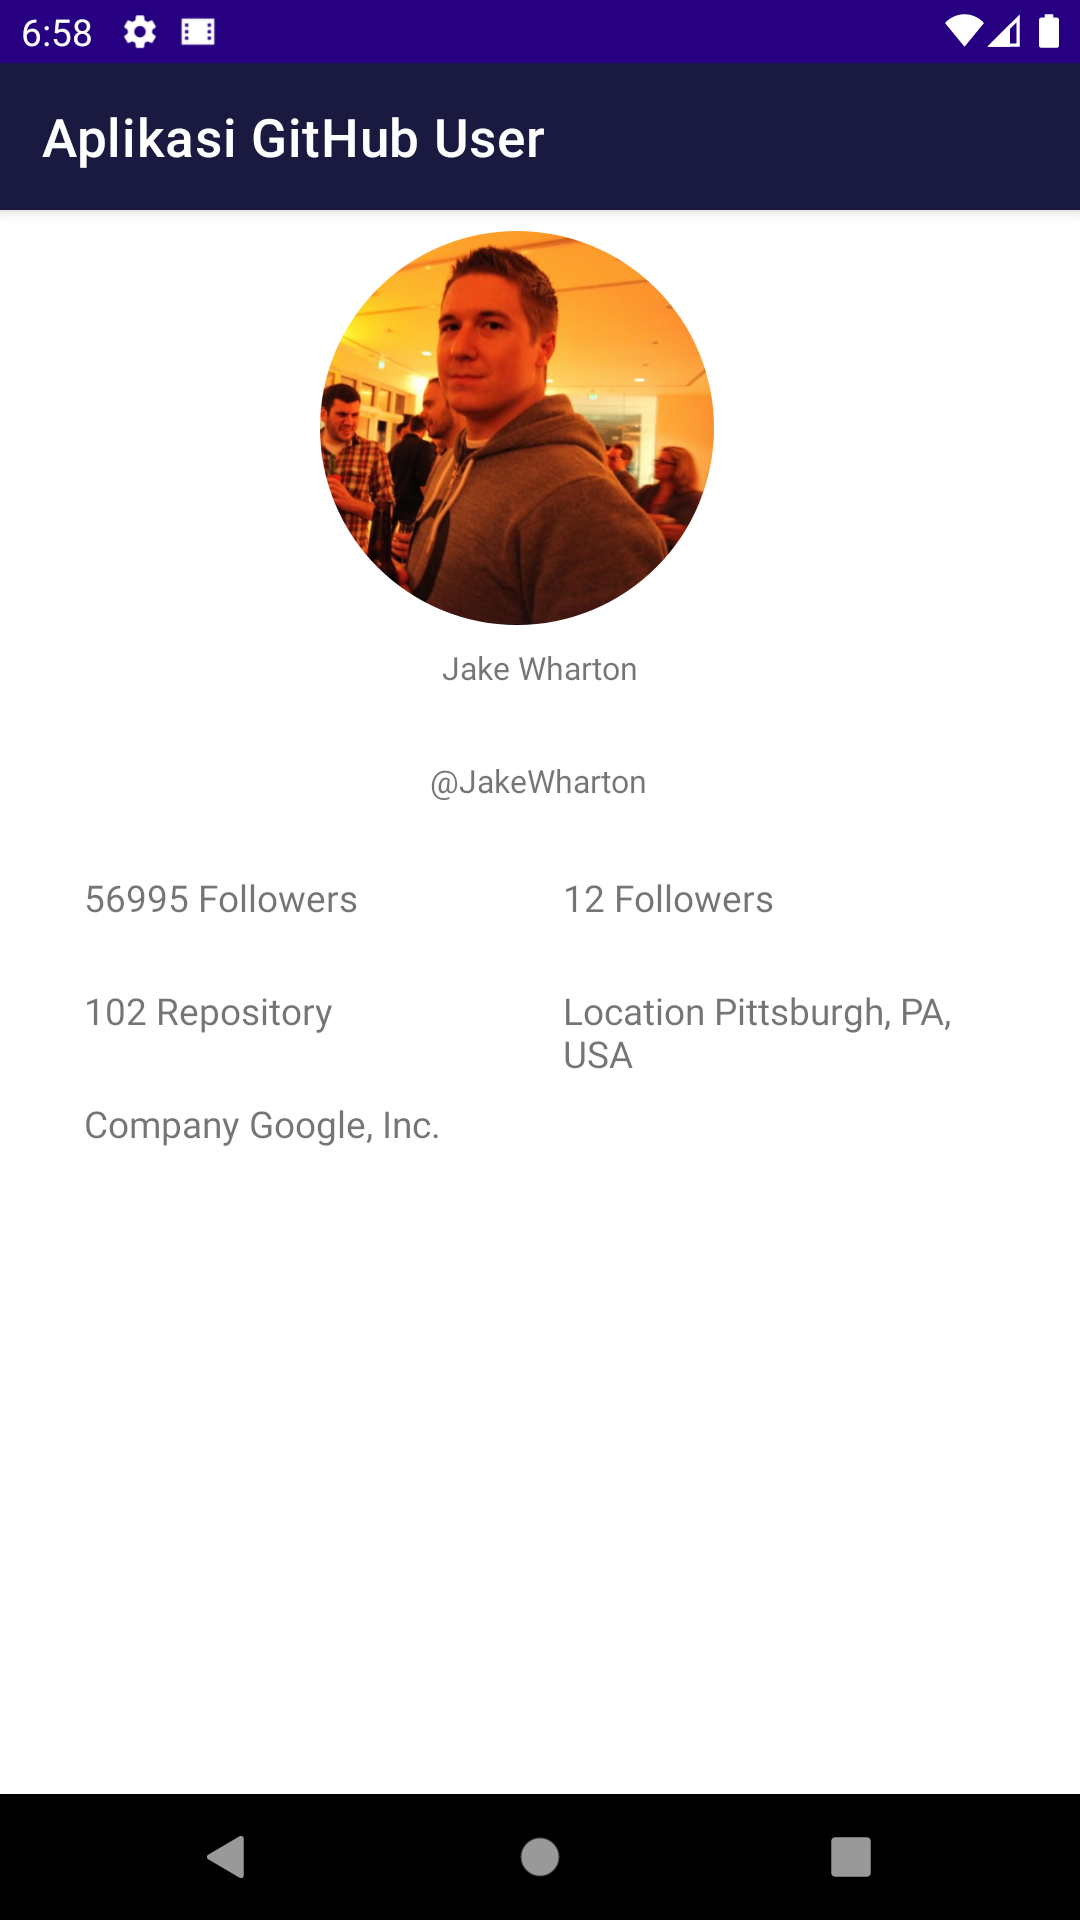 6:58
Aplikasi GitHub User
Jake Wharton
@JakeWharton
56995 Followers
12 Followers
102 Repository
Location Pittsburgh, PA,
USA
Company Google, Inc.